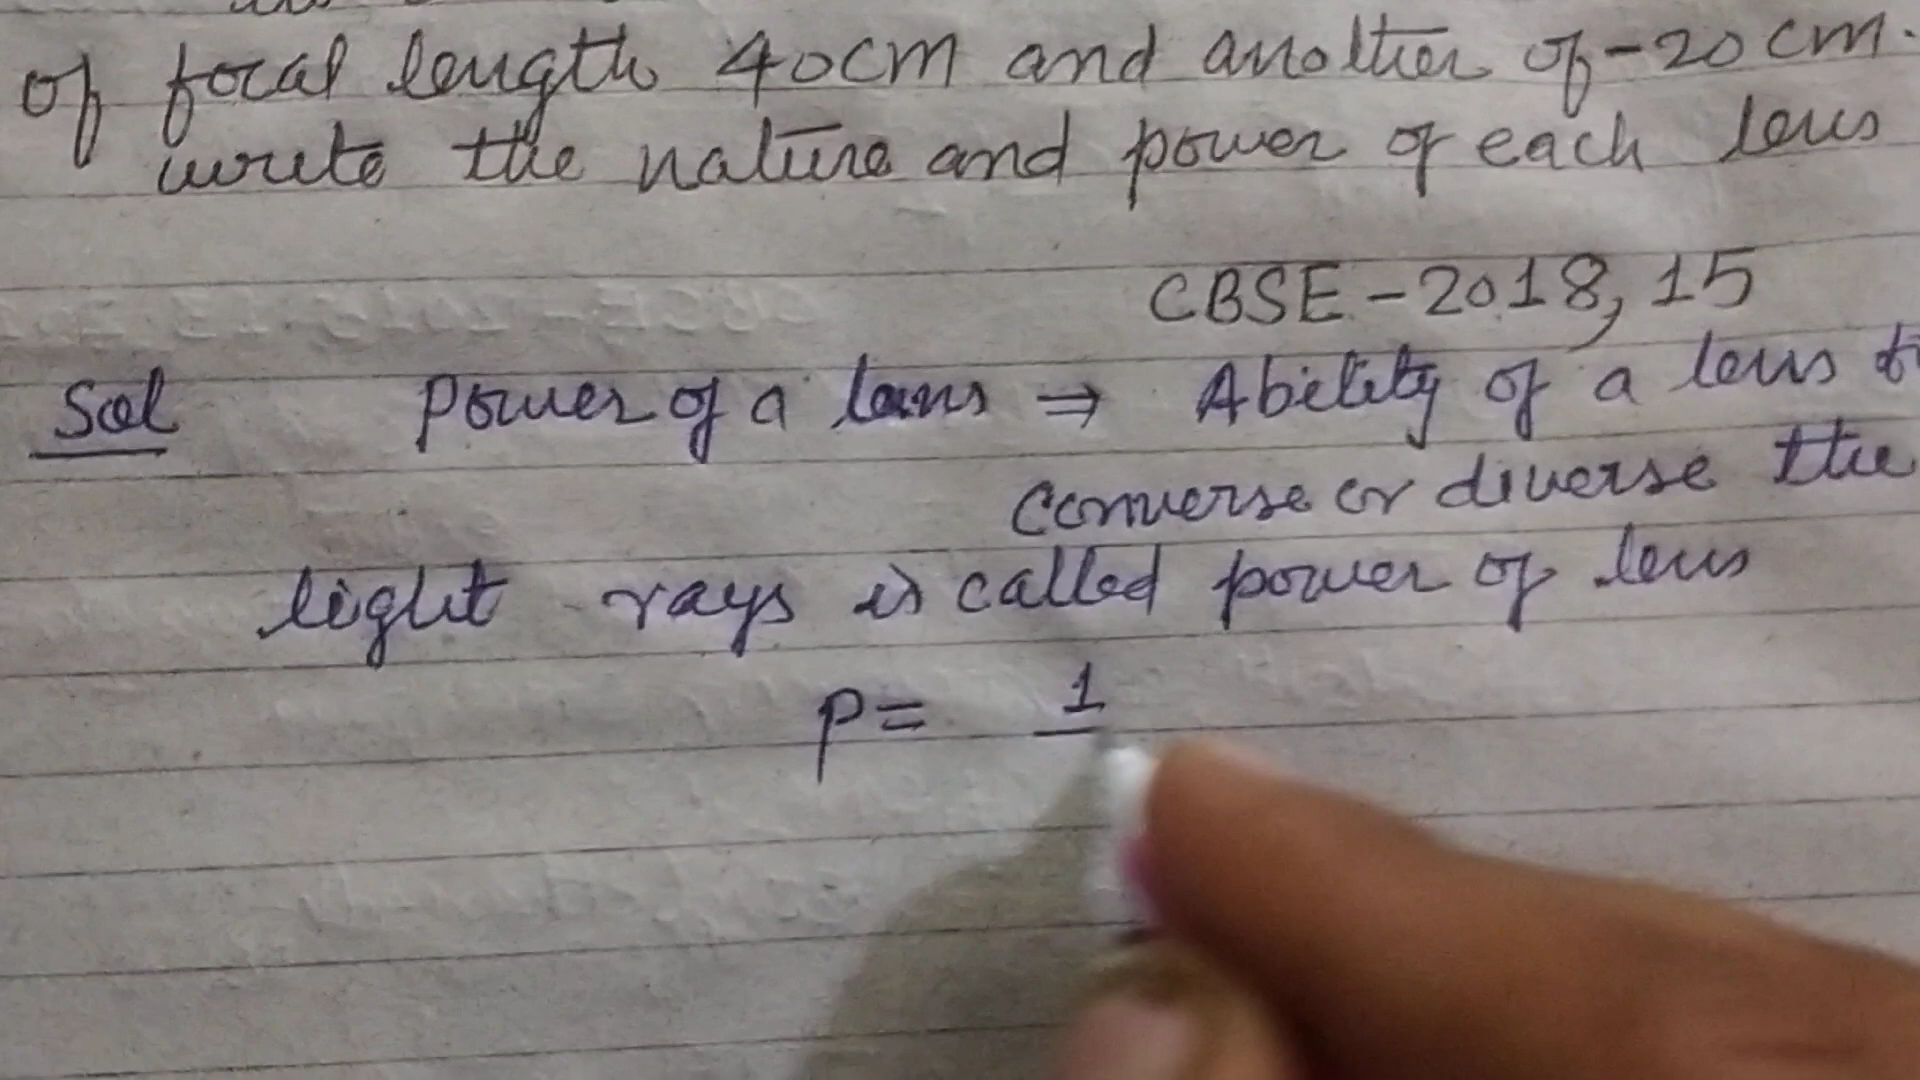 of focal length 40cm and another of -20cm.
write the nature and power of each lens
CBSE-2018, 15
Sol Power of a lens ⇒ Ability of a lens to
converse or diverse the
light rays is called power of lens
P= 1